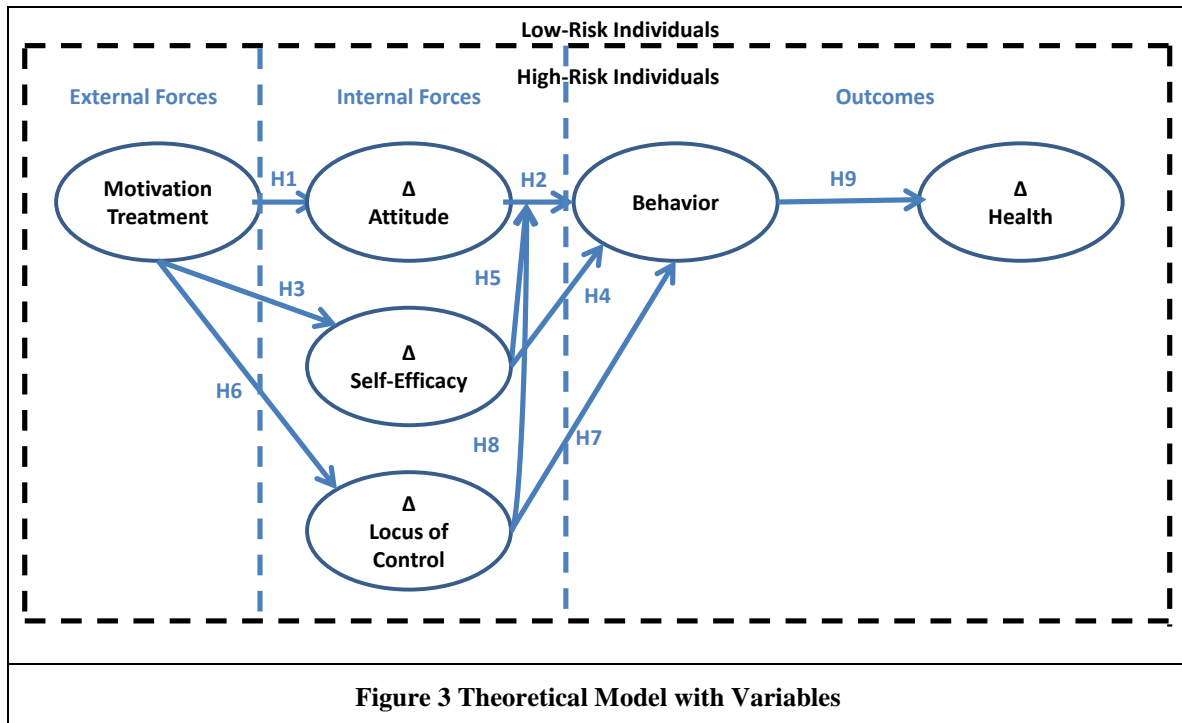 Low-Risk Individuals
High-Risk Individuals
External Forces
Internal Forces
Outcomes
Motivation
Treatment
H1
Δ
Attitude
H2
Behavior
H9
Δ
Health
H3
H5
H4
Δ
Self-Efficacy
H6
H8
H7
Δ
Locus of
Control
Figure 3 Theoretical Model with Variables